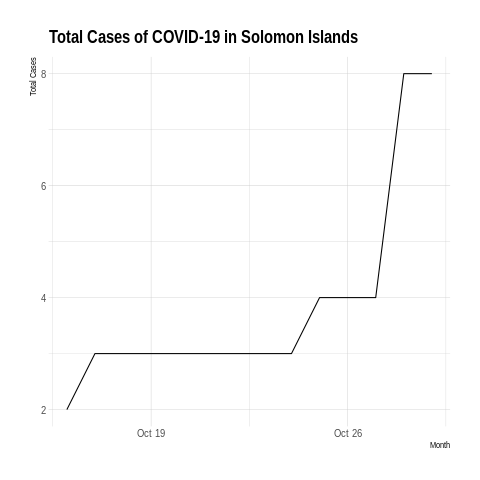 Total Cases of COVID-19 in Solomon Islands
Total Cases
8
6
4
2
Oct 19 Oct 26
Month